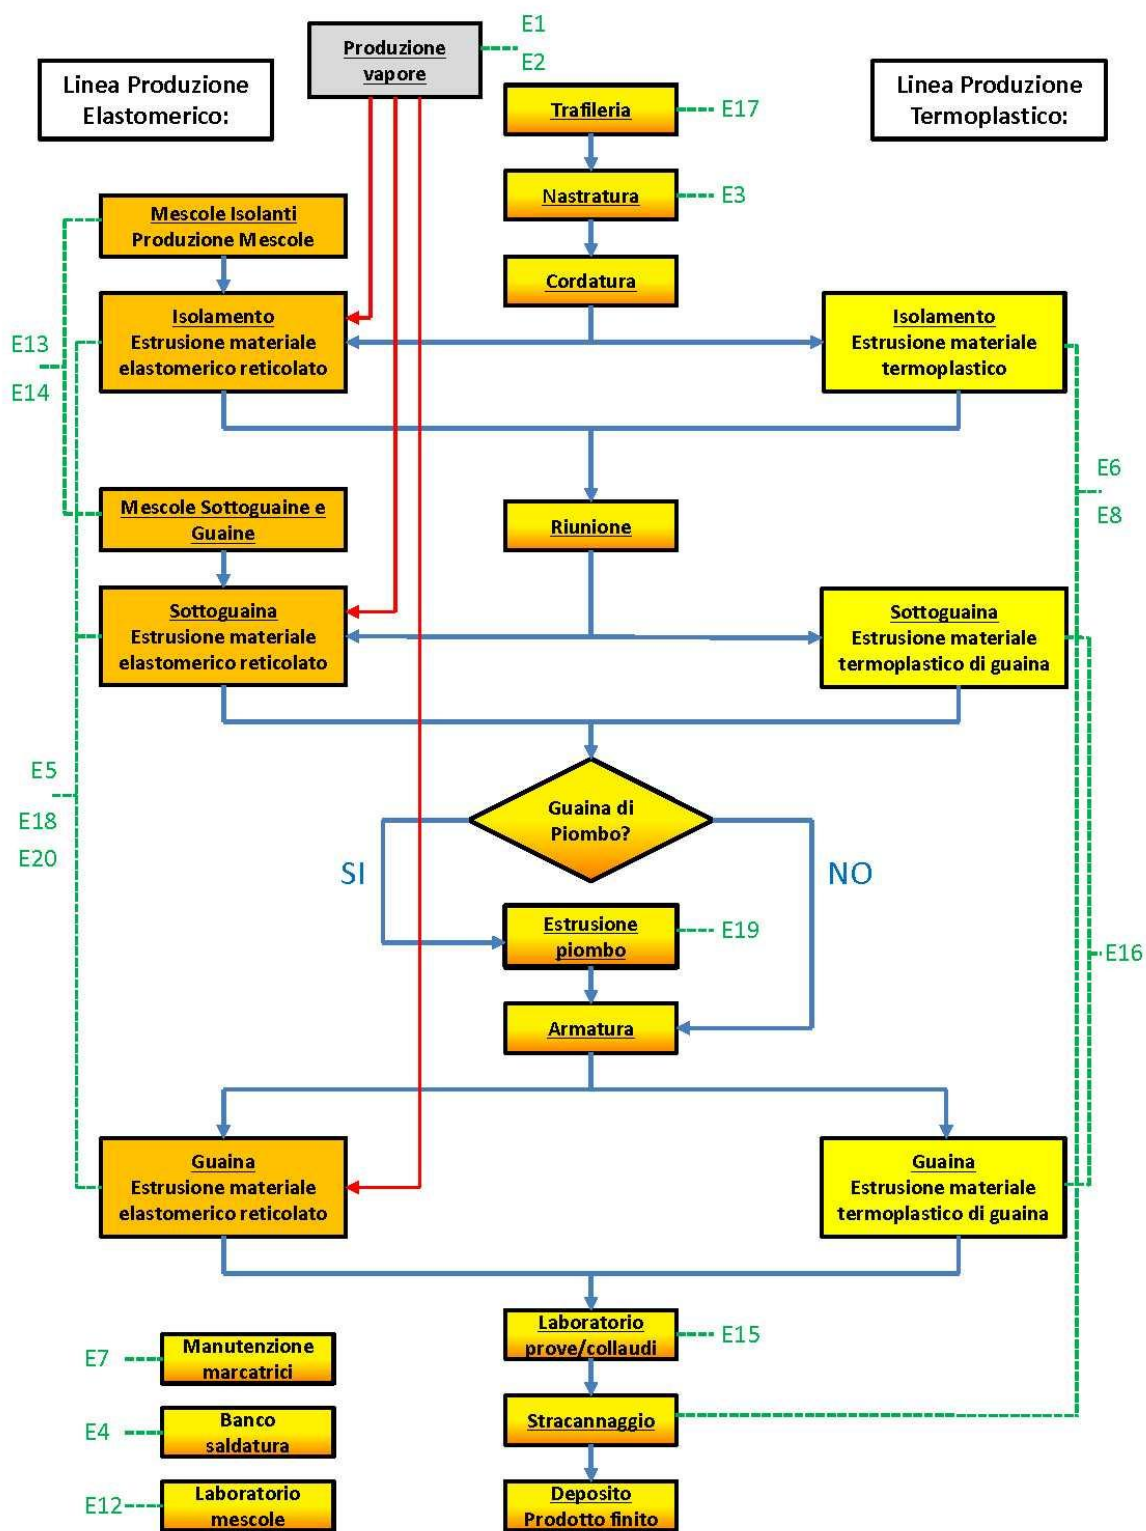 E1
Produzione
vapore
E2
Linea Produzione
Elastomerico:
Linea Produzione
Termoplastico:
Trafileria
E17
Nastratura
E3
Mescole Isolanti
Produzione Mescole
Cordatura
Isolamento
Estrusione materiale
elastomerico reticolato
Isolamento
Estrusione materiale
termoplastico
E13
E14
E6
E8
Mescole Sottoguaine e
Guaine
Riunione
Sottoguaina
Estrusione materiale
elastomerico reticolato
Sottoguaina
Estrusione materiale
termoplastico di guaina
E5
E18
E20
Guaina di
Piombo?
SI
NO
Estrusione
piombo
E19
E16
Armatura
Guaina
Estrusione materiale
elastomerico reticolato
Guaina
Estrusione materiale
termoplastico di guaina
Laboratorio
prove/collaudi
E15
E7
Manutenzione
marcatrici
Stracannaggio
E4
Banco
saldatura
E12
Laboratorio
mescole
Deposito
Prodotto finito